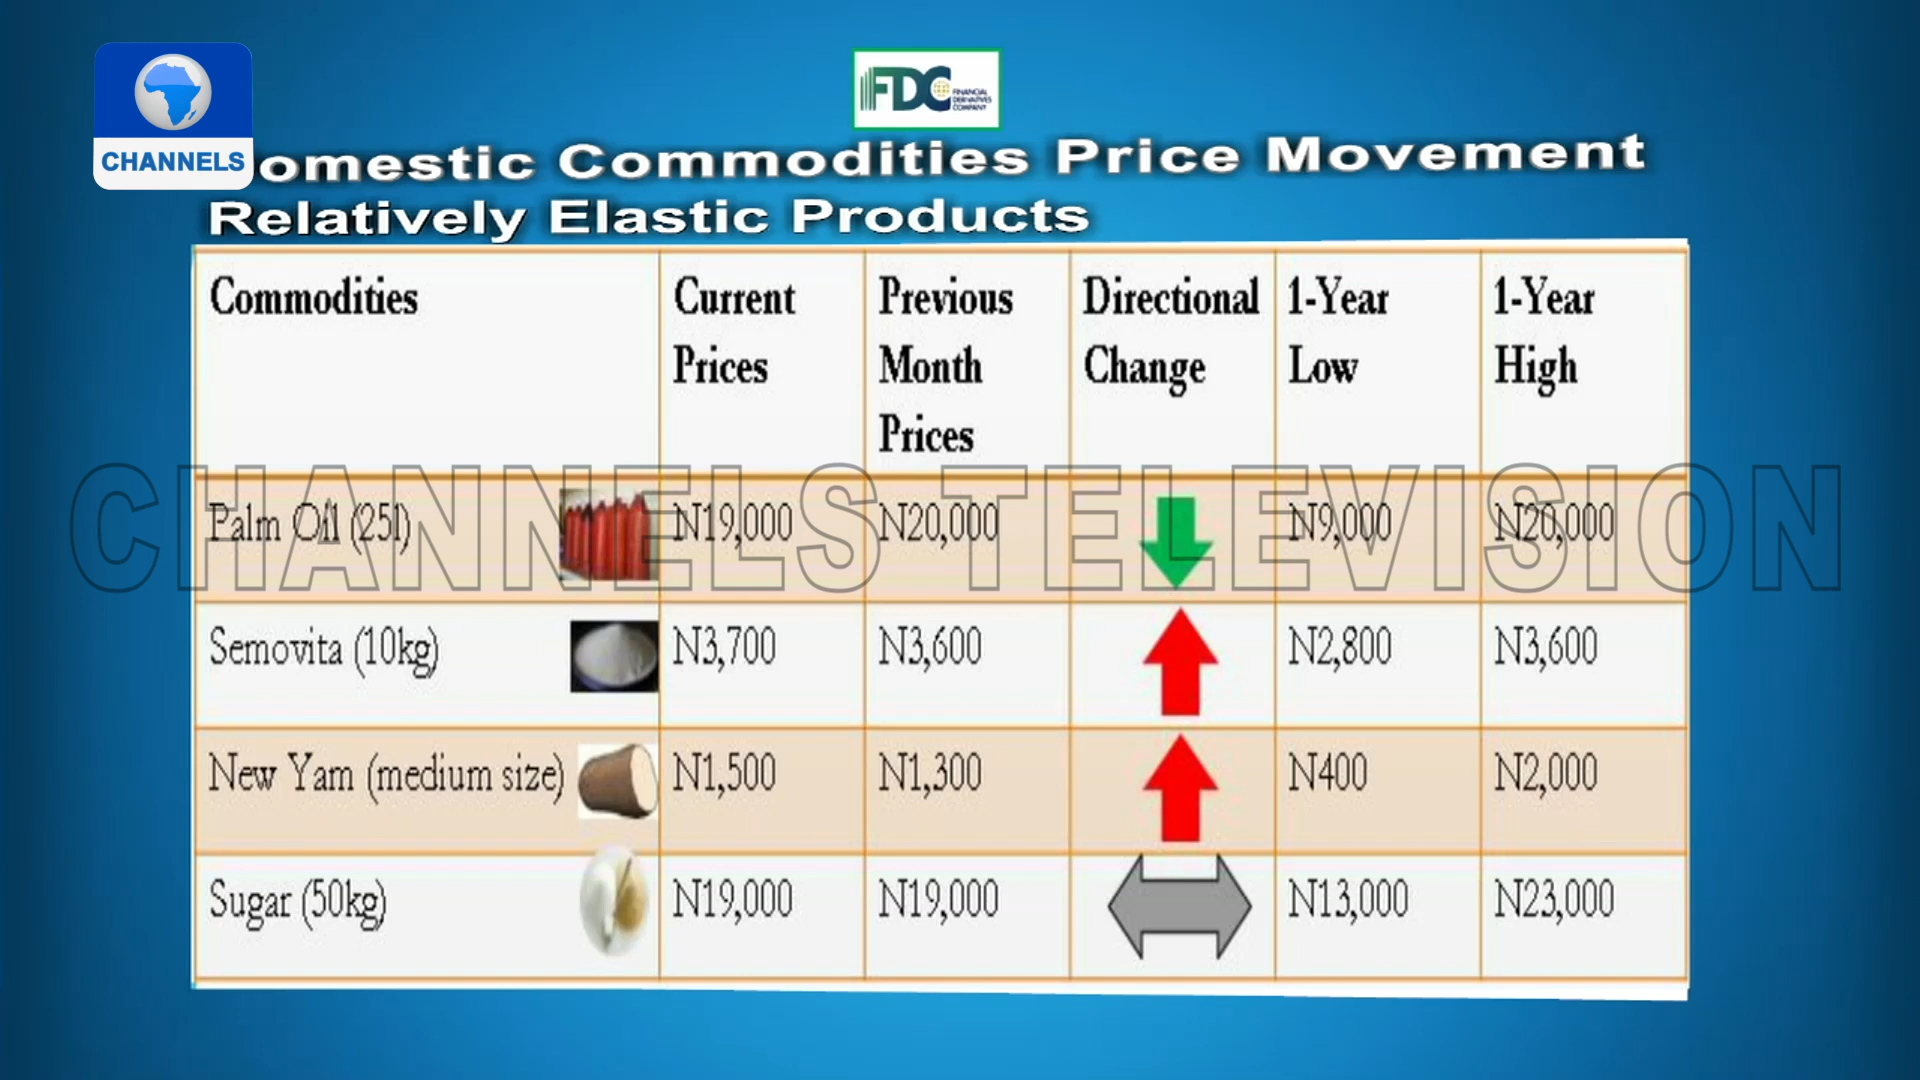 FDC
FINANCIAL
DERIVATIVES
COMPANY
CHANNELS
omestic Commodities Price Movement
Relatively Elastic Products
Commodities Current Prices Previous Month Prices Directional Change 1-Year Low 1-Year High
Palm Oil (25l) N19,000 N20,000 N9,000 N20,000
CHANNELS TELEVISION
Semovita (10kg) N3,700 N3,600 N2,800 N3,600
New Yam (medium size) N1,500 N1,300 N400 N2,000
Sugar (50kg) N19,000 N19,000 N13,000 N23,000